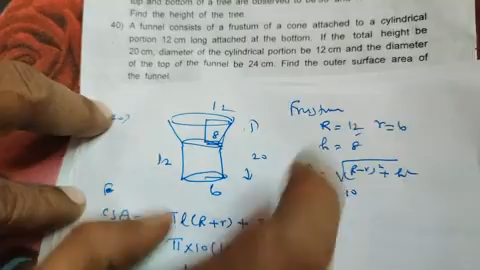 top and bottom of a tree are observed to be 30° and
Find the height of the tree.
40) A funnel consists of a frustum of a cone attached to a cylindrical
portion 12 cm long attached at the bottom. If the total height be
20 cm, diameter of the cylindrical portion be 12 cm and the diameter
of the top of the funnel be 24 cm. Find the outer surface area of
the funnel.
12
Frustum
R = 12 r = 6
8
h = 8
12
20
√(R-r)² + h²
6
10
CSA = πl(R+r) +
π×10(1